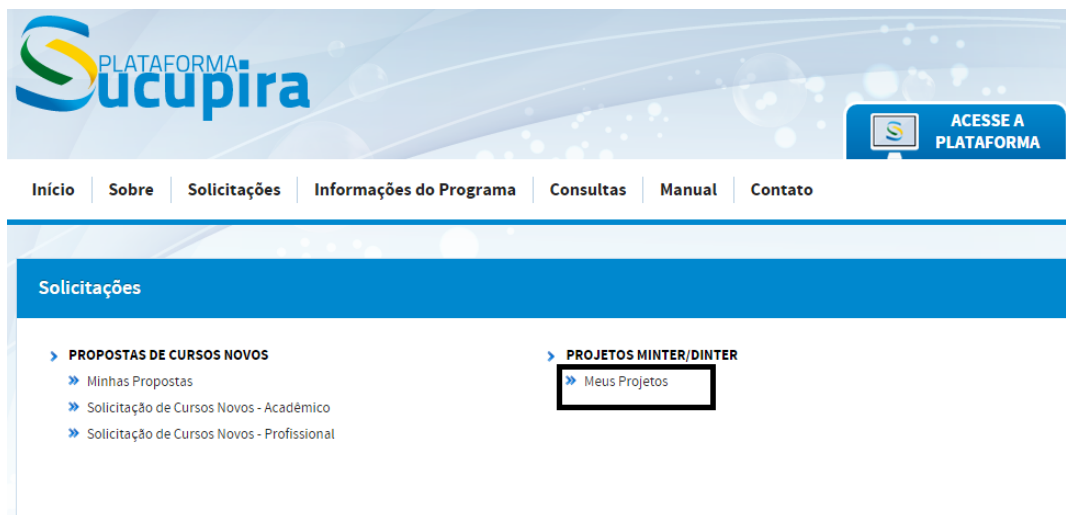 PLATAFORMA
Sucupira
ACESSE A
PLATAFORMA
Início Sobre Solicitações Informações do Programa Consultas Manual Contato
Solicitações
PROPOSTAS DE CURSOS NOVOS
Minhas Propostas
Solicitação de Cursos Novos - Acadêmico
Solicitação de Cursos Novos - Profissional
PROJETOS MINTER/DINTER
Meus Projetos